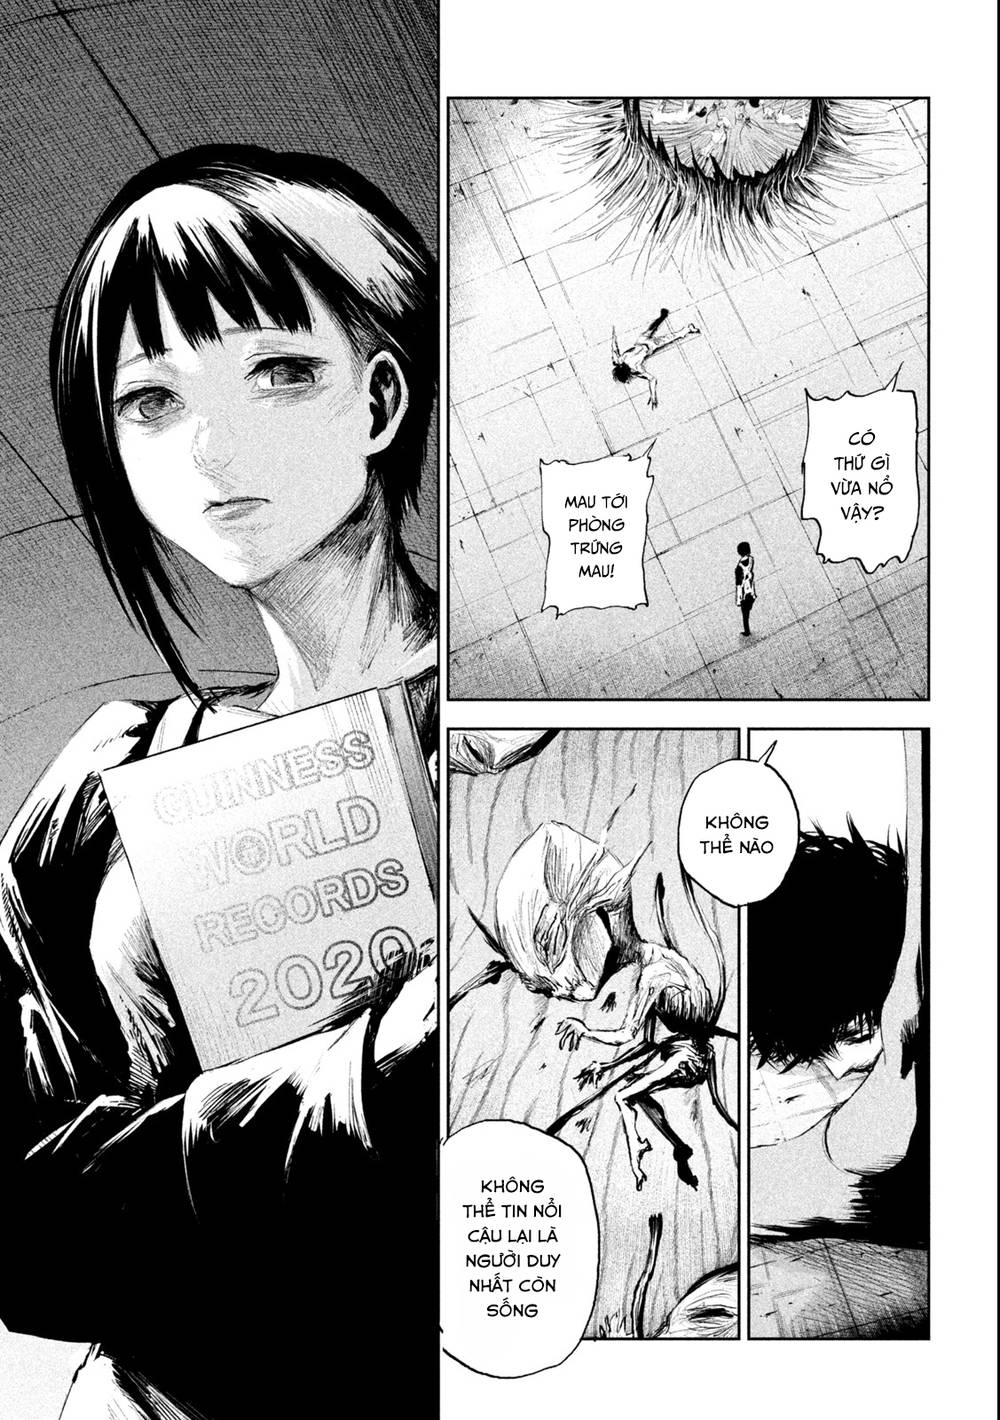 CÓ
THỨ GÌ
VỪA NỔ
VẬY?
MAU TỚI
PHÒNG
TRỨNG
MAU!
KHÔNG
THỂ NÀO
KHÔNG
THỂ TIN NỔI
CẬU LẠI LÀ
NGƯỜI DUY
NHẤT CÒN
SỐNG
GUINNESS
WORLD
RECORDS
2020